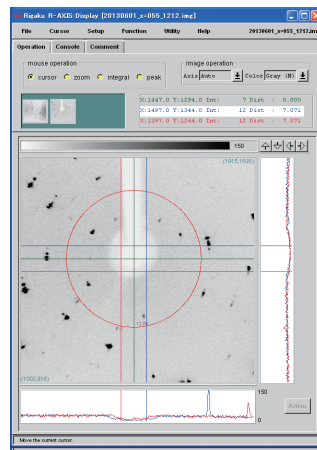 Rigaku R-AXIS:Display [20130601_x=055_1212.img]
File Cursor Setup Function Utility Help 20130601_x=055_1212.im
Operation Console Comment
mouse operation
cursor zoom integral peak
image operation
Axis Auto Color Gray (N)
X:1447.0 Y:1294.0 Int: 7 Dist : 0.000
X:1497.0 Y:1344.0 Int: 12 Dist : 7.071
X:1397.0 Y:1244.0 Int: 12 Dist : 7.071
150
(1915,1698)
(1002,815)
150
0
Action
Move the current cursor.